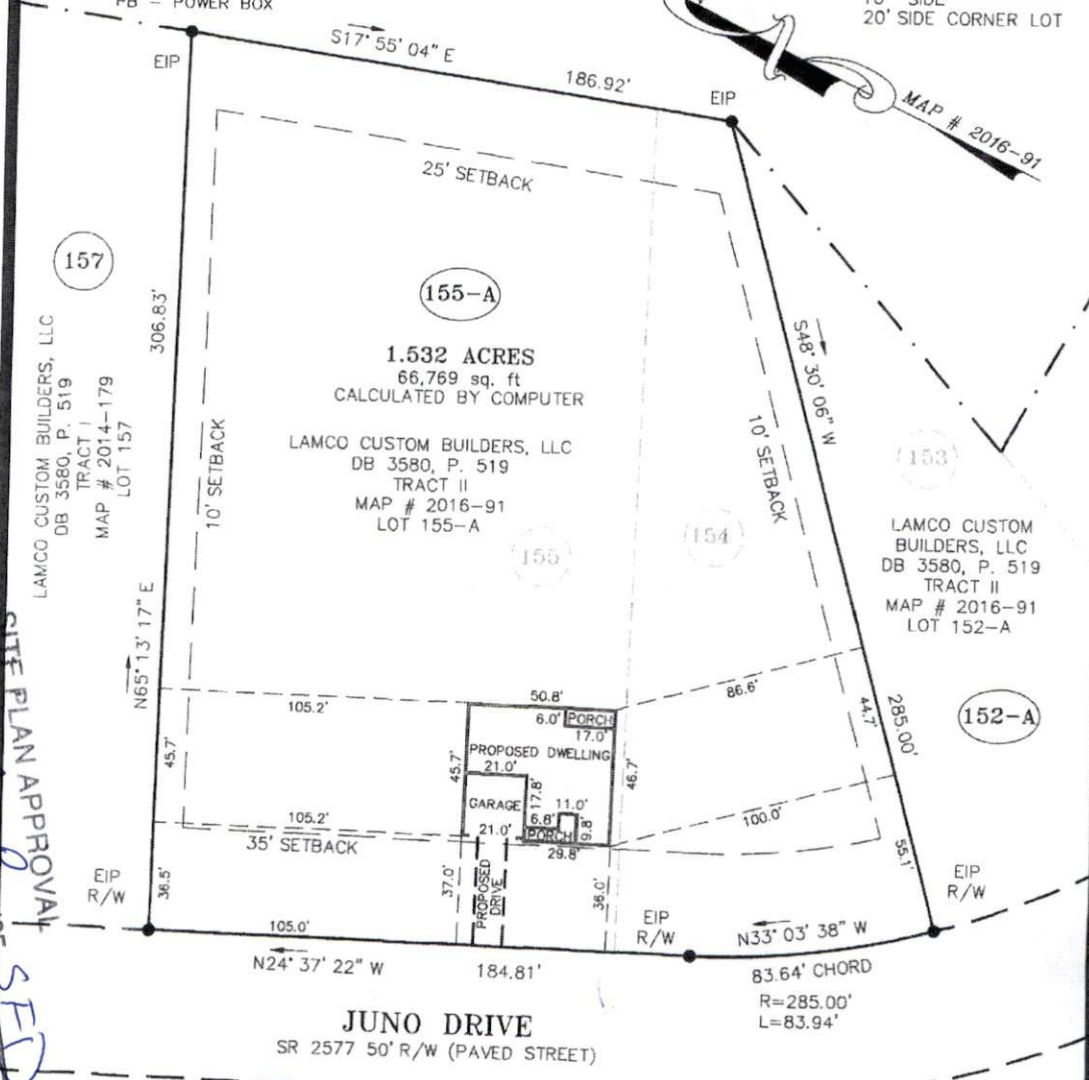 PB - POWER BOX
10' SIDE
20' SIDE CORNER LOT
MAP # 2016-91
S17° 55' 04" E
186.92'
EIP
EIP
25' SETBACK
157
LAMCO CUSTOM BUILDERS, LLC
DB 3580, P. 519
TRACT I
MAP # 2014-179
LOT 157
306.83'
N65° 13' 17" E
10' SETBACK
155-A
1.532 ACRES
66,769 sq. ft
CALCULATED BY COMPUTER
LAMCO CUSTOM BUILDERS, LLC
DB 3580, P. 519
TRACT II
MAP # 2016-91
LOT 155-A
155
154
S48° 30' 06" W
10' SETBACK
153
LAMCO CUSTOM
BUILDERS, LLC
DB 3580, P. 519
TRACT II
MAP # 2016-91
LOT 152-A
152-A
285.00'
SITE PLAN APPROVAL
105.2'
50.8'
86.6'
44.7'
6.0'
PORCH
17.0'
PROPOSED DWELLING
45.7'
45.7'
46.7'
21.0'
GARAGE
17.8'
11.0'
6.8'
9.8'
PORCH
21.0'
29.8'
105.2'
100.0'
35' SETBACK
55.1'
36.5'
37.0'
PROPOSED
DRIVE
36.0'
EIP
R/W
EIP
R/W
EIP
R/W
105.0'
N24° 37' 22" W
184.81'
N33° 03' 38" W
83.64' CHORD
R=285.00'
L=83.94'
JUNO DRIVE
SR 2577 50' R/W (PAVED STREET)
SFD